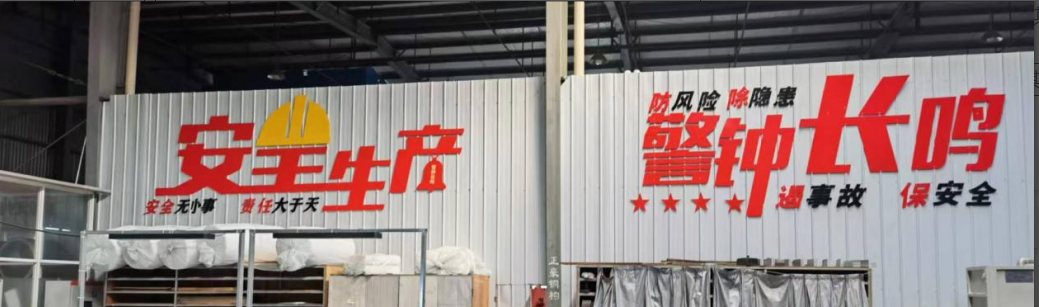 安全生产
安全无小事 责任大于天
防风险 除隐患
警钟长鸣
遏事故 保安全